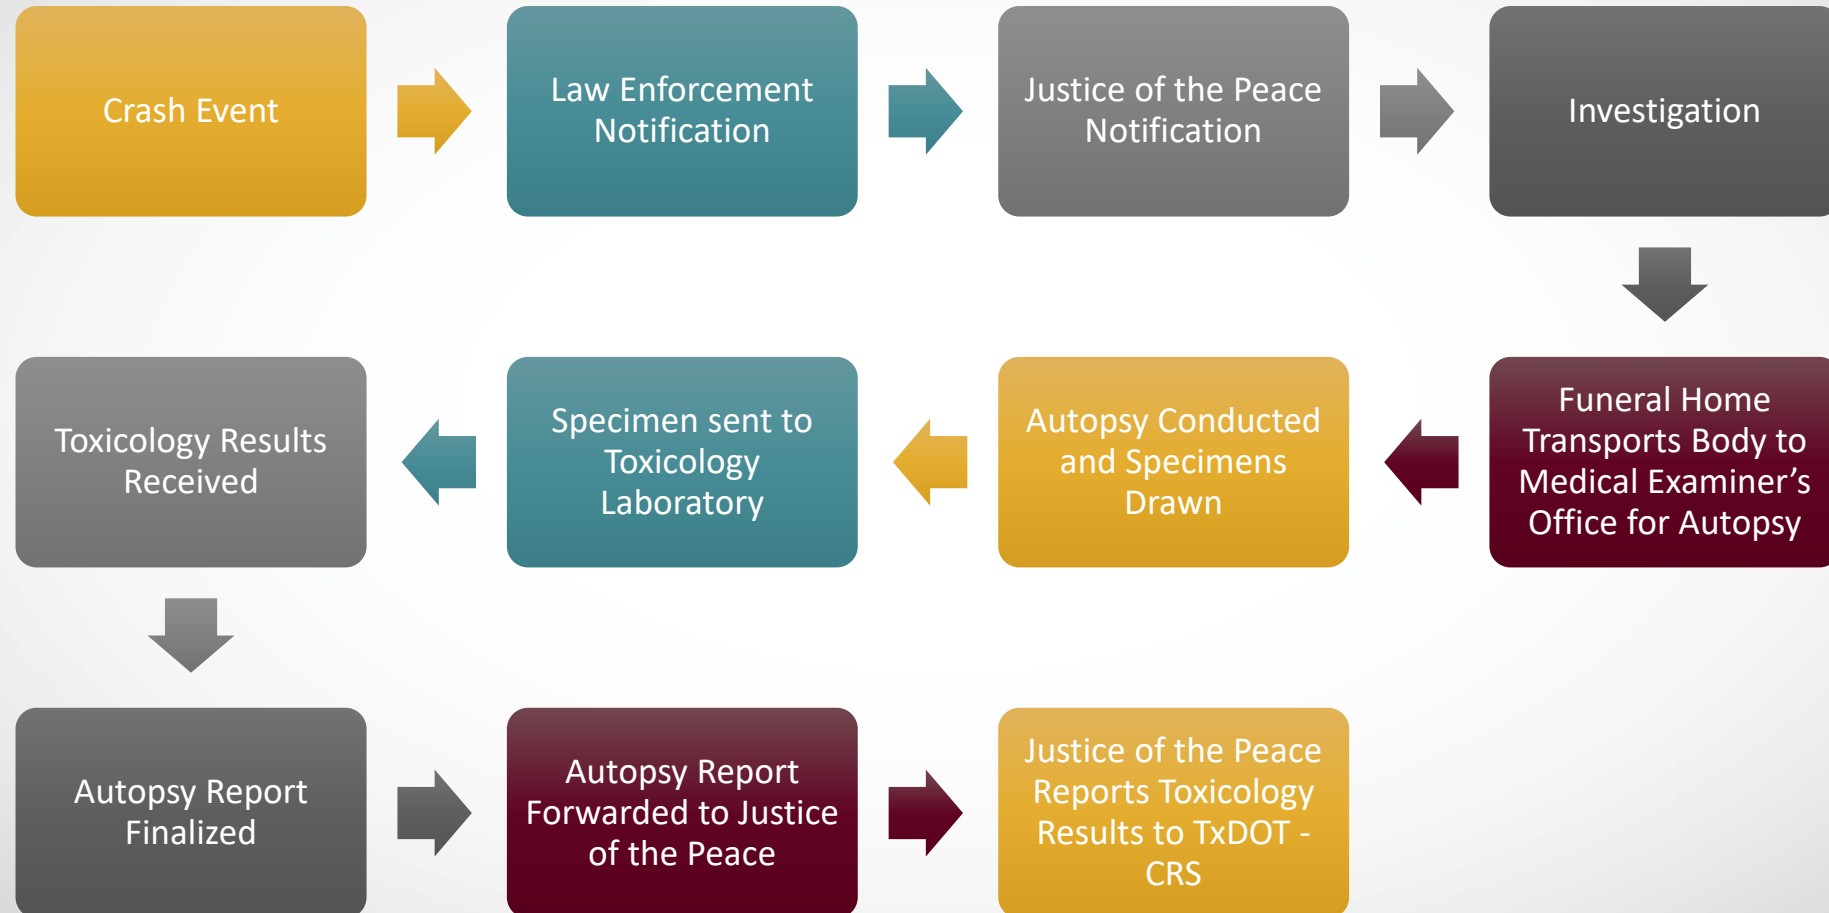 Crash Event
Law Enforcement
Notification
Justice of the Peace
Notification
Investigation
Funeral Home
Transports Body to
Medical Examiner’s
Office for Autopsy
Autopsy Conducted
and Specimens
Drawn
Specimen sent to
Toxicology
Laboratory
Toxicology Results
Received
Autopsy Report
Finalized
Autopsy Report
Forwarded to Justice
of the Peace
Justice of the Peace
Reports Toxicology
Results to TxDOT -
CRS